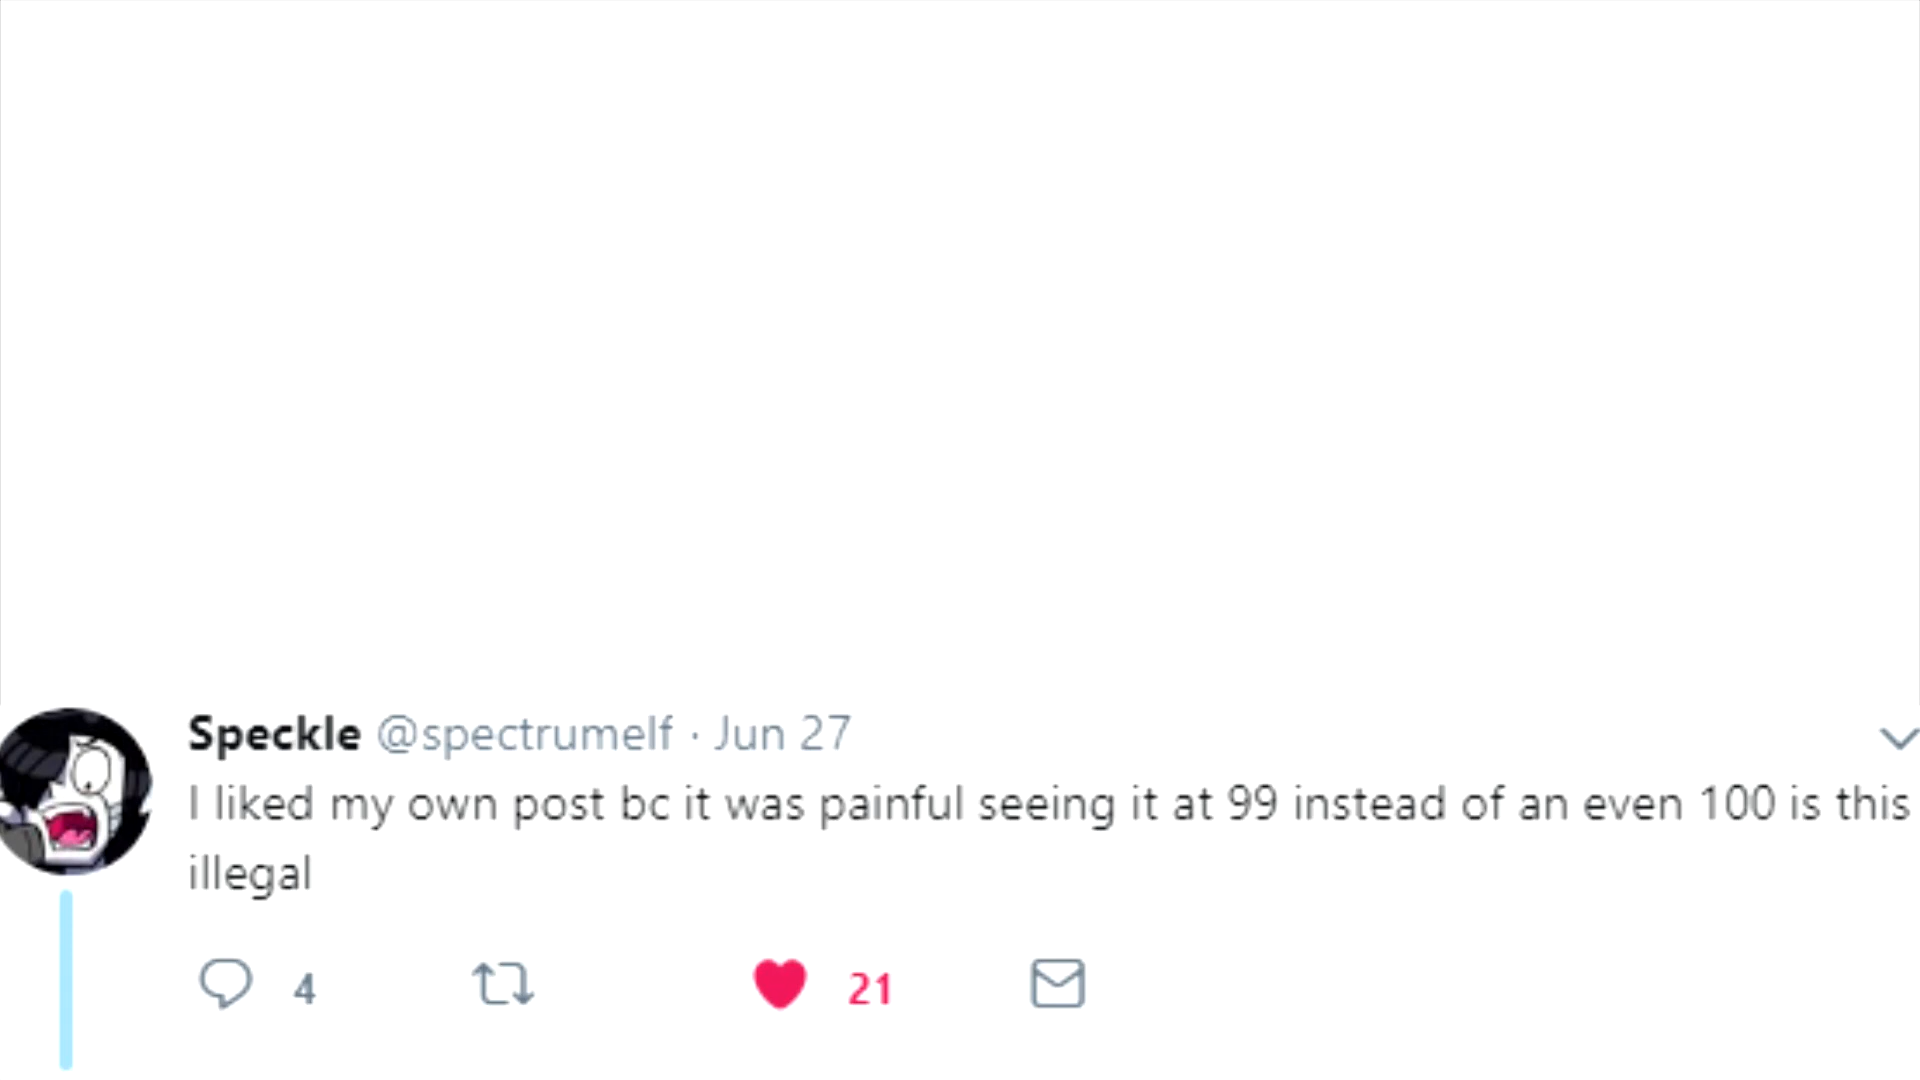 Speckle @spectrumelf · Jun 27
I liked my own post bc it was painful seeing it at 99 instead of an even 100 is this
illegal
4 21